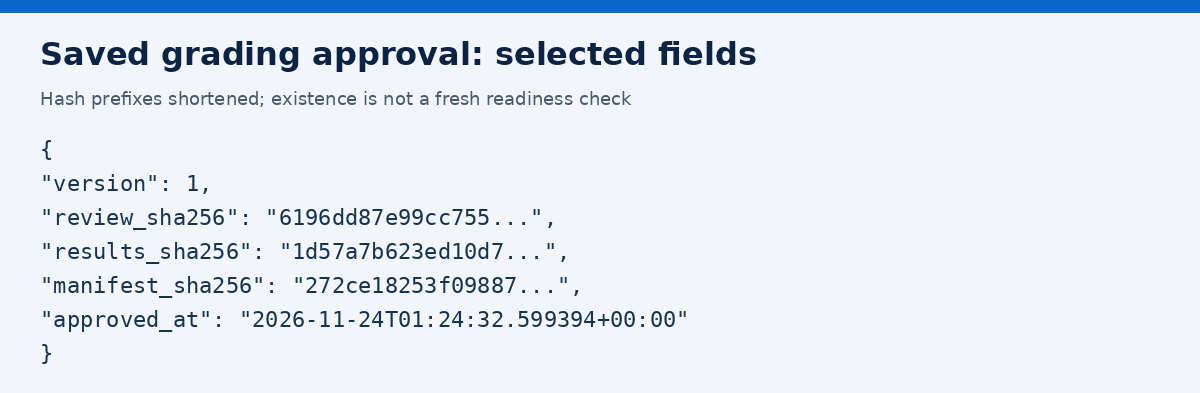 Saved grading approval: selected fields
Hash prefixes shortened; existence is not a fresh readiness check
{
"version": 1,
"review_sha256": "6196dd87e99cc755...",
"results_sha256": "1d57a7b623ed10d7...",
"manifest_sha256": "272ce18253f09887...",
"approved_at": "2026-11-24T01:24:32.599394+00:00"
}